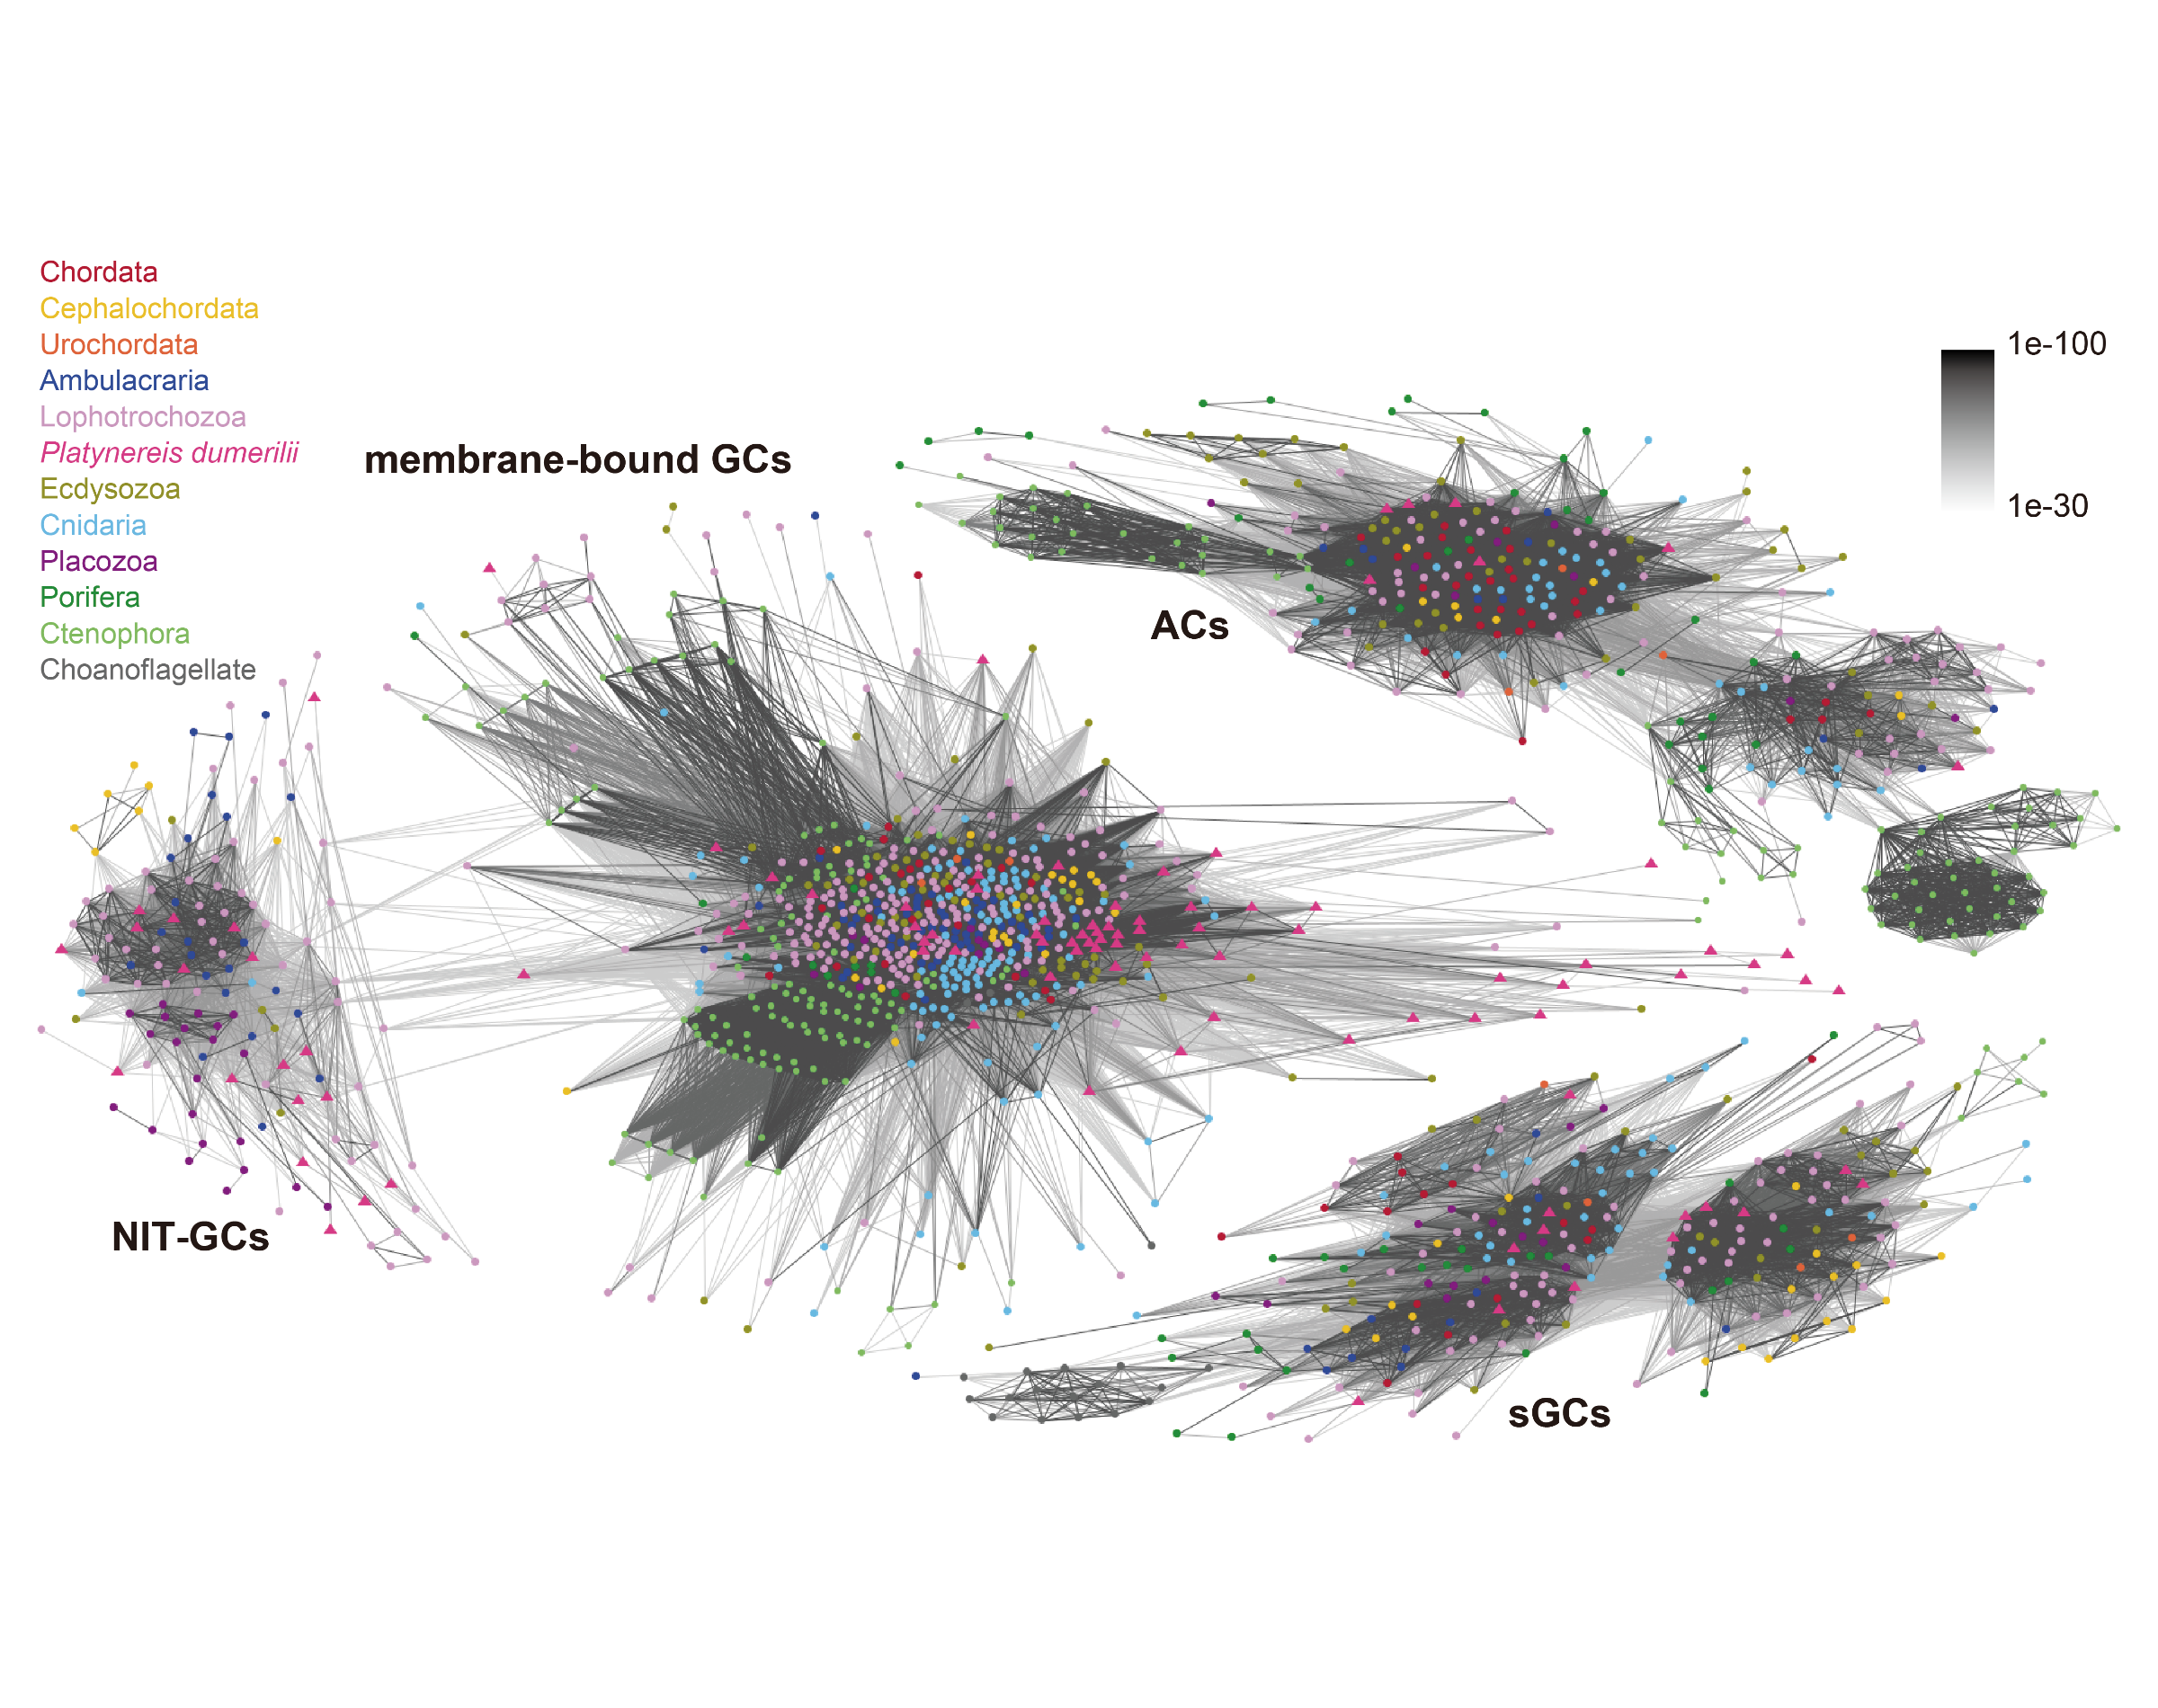 Chordata
Cephalochordata
Urochordata
Ambulacraria
Lophotrochozoa
Platynereis dumerilii
Ecdysozoa
Cnidaria
Placozoa
Porifera
Ctenophora
Choanoflagellate
membrane-bound GCs
ACs
1e-100
1e-30
NIT-GCs
sGCs